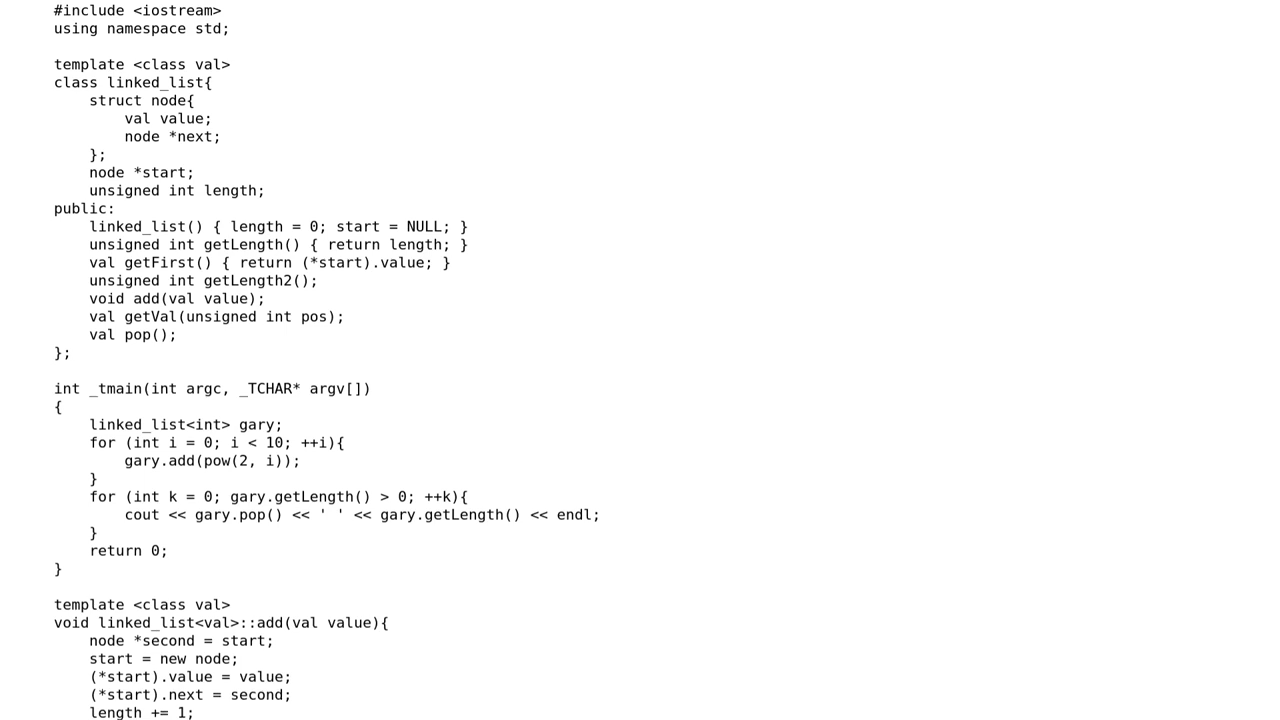 #include <iostream>
using namespace std;

template <class val>
class linked_list{
    struct node{
        val value;
        node *next;
    };
    node *start;
    unsigned int length;
public:
    linked_list() { length = 0; start = NULL; }
    unsigned int getLength() { return length; }
    val getFirst() { return (*start).value; }
    unsigned int getLength2();
    void add(val value);
    val getVal(unsigned int pos);
    val pop();
};

int _tmain(int argc, _TCHAR* argv[])
{
    linked_list<int> gary;
    for (int i = 0; i < 10; ++i){
        gary.add(pow(2, i));
    }
    for (int k = 0; gary.getLength() > 0; ++k){
        cout << gary.pop() << ' ' << gary.getLength() << endl;
    }
    return 0;
}

template <class val>
void linked_list<val>::add(val value){
    node *second = start;
    start = new node;
    (*start).value = value;
    (*start).next = second;
    length += 1;